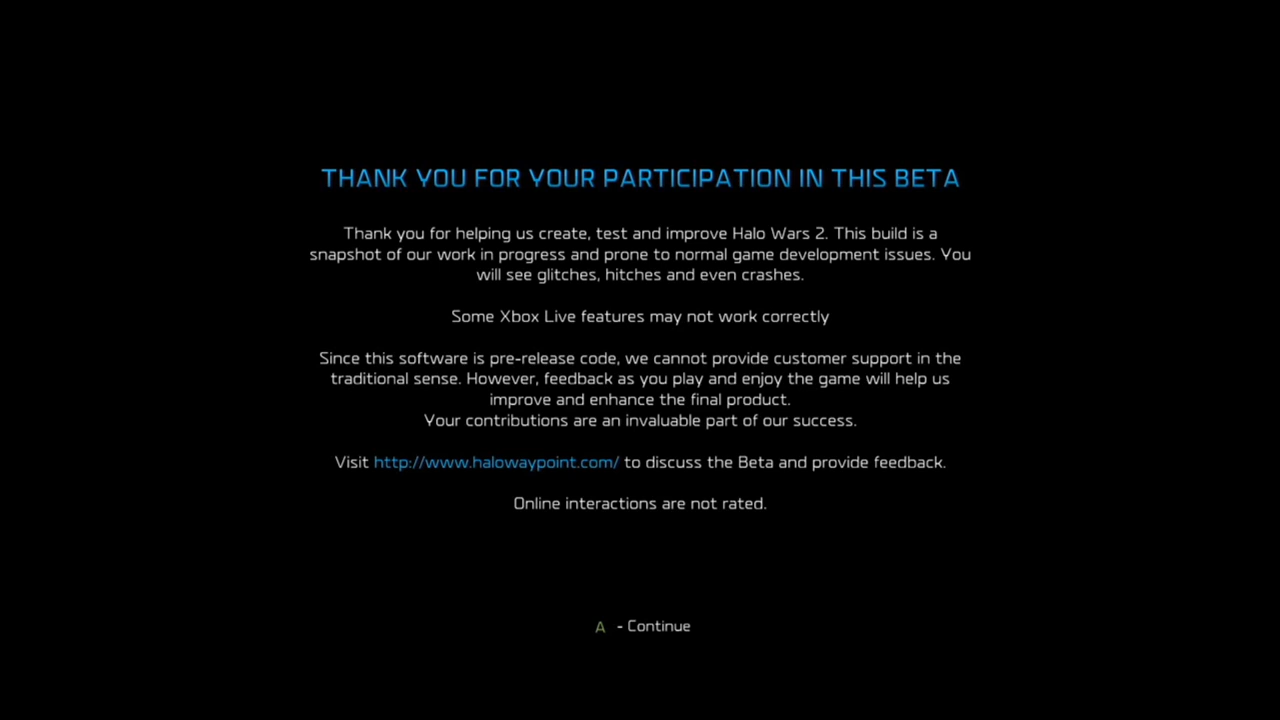 THANK YOU FOR YOUR PARTICIPATION IN THIS BETA
Thank you for helping us create, test and improve Halo Wars 2. This build is a
snapshot of our work in progress and prone to normal game development issues. You
will see glitches, hitches and even crashes.
Some Xbox Live features may not work correctly
Since this software is pre-release code, we cannot provide customer support in the
traditional sense. However, feedback as you play and enjoy the game will help us
improve and enhance the final product.
Your contributions are an invaluable part of our success.
Visit http://www.halowaypoint.com/ to discuss the Beta and provide feedback.
Online interactions are not rated.
A - Continue